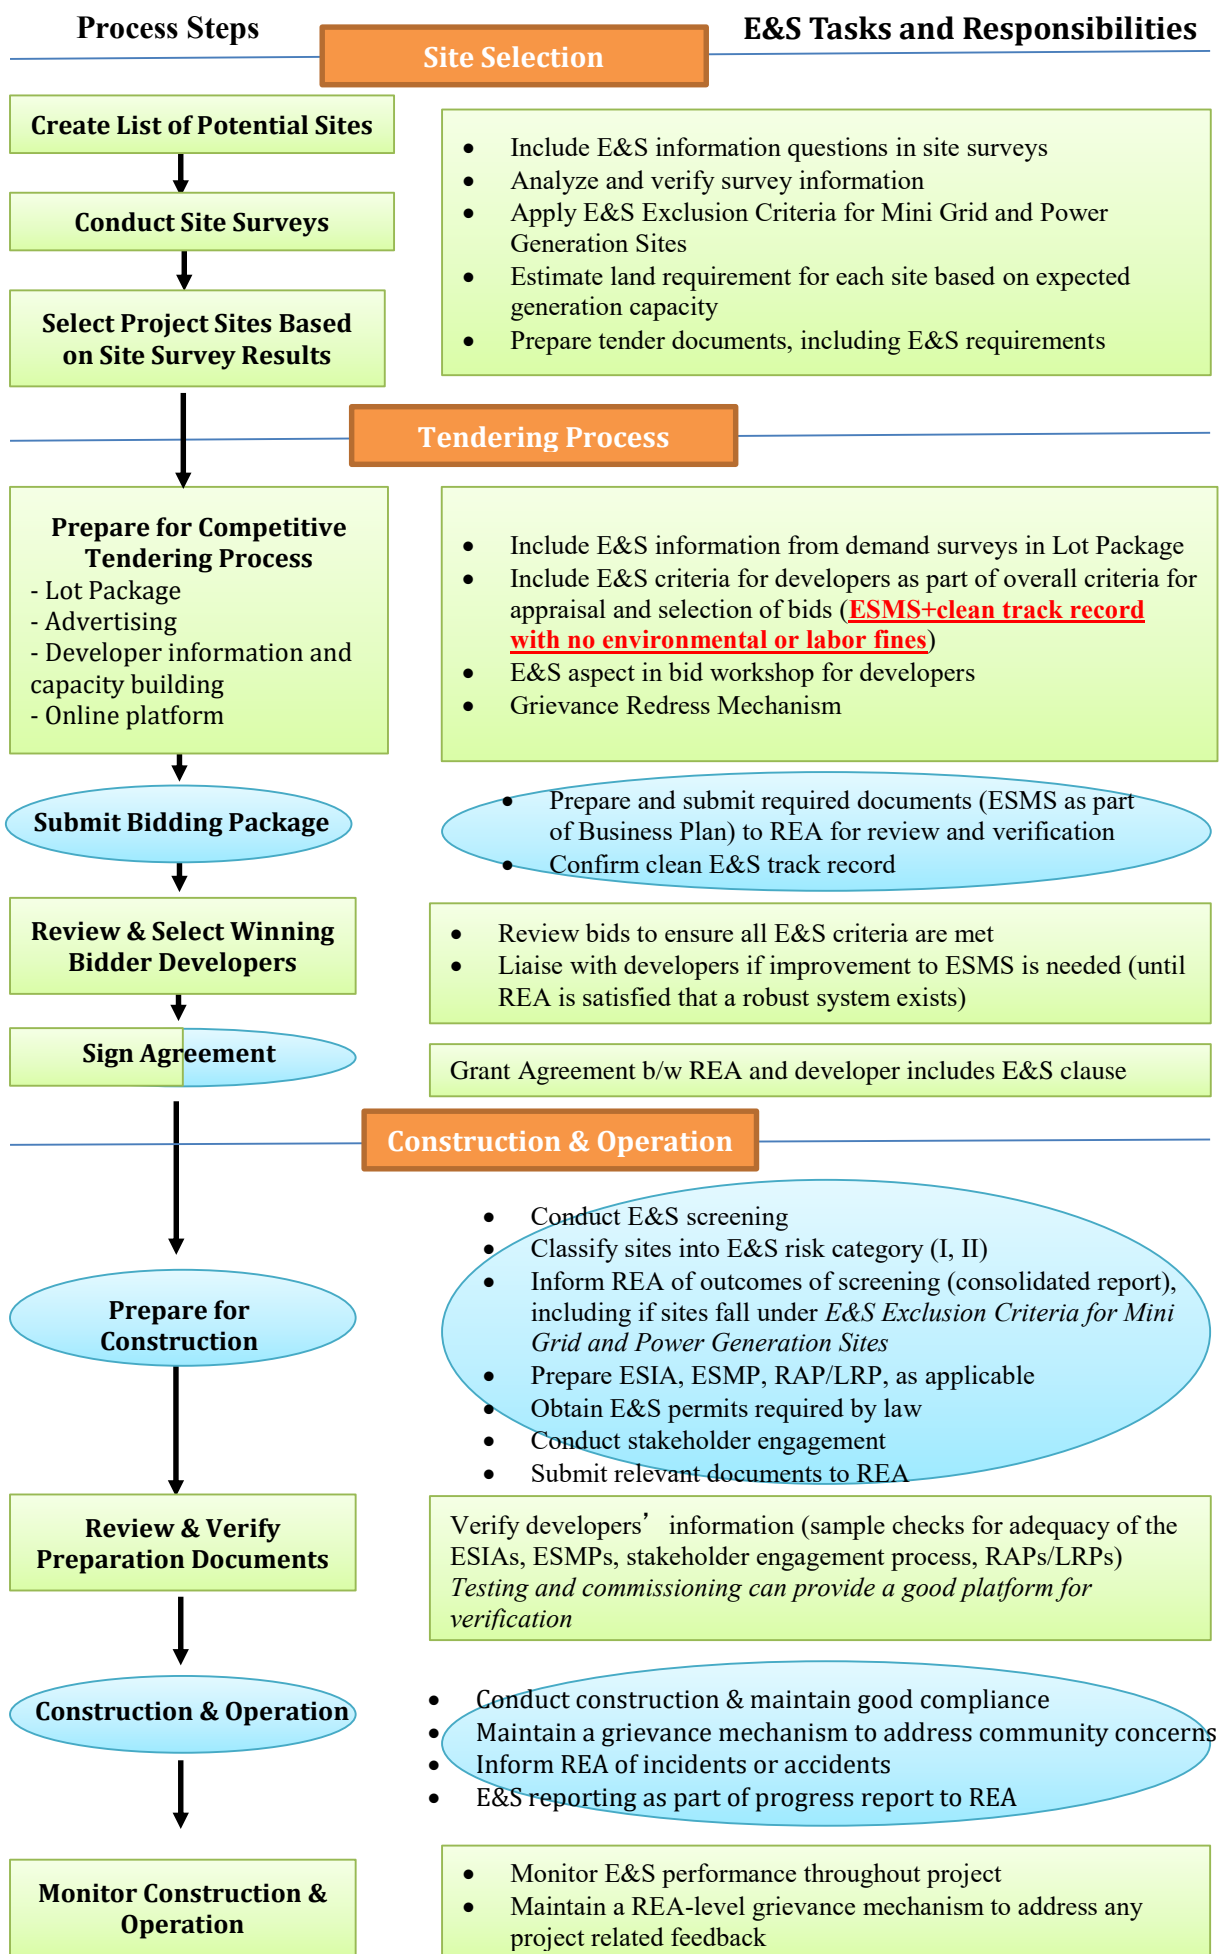 Process Steps
E&S Tasks and Responsibilities
Site Selection
Create List of Potential Sites
Conduct Site Surveys
Select Project Sites Based
on Site Survey Results
• Include E&S information questions in site surveys
• Analyze and verify survey information
• Apply E&S Exclusion Criteria for Mini Grid and Power
Generation Sites
• Estimate land requirement for each site based on expected
generation capacity
• Prepare tender documents, including E&S requirements
Tendering Process
Prepare for Competitive
Tendering Process
- Lot Package
- Advertising
- Developer information and
capacity building
- Online platform
• Include E&S information from demand surveys in Lot Package
• Include E&S criteria for developers as part of overall criteria for
appraisal and selection of bids (ESMS+clean track record
with no environmental or labor fines)
• E&S aspect in bid workshop for developers
• Grievance Redress Mechanism
Submit Bidding Package
• Prepare and submit required documents (ESMS as part
of Business Plan) to REA for review and verification
• Confirm clean E&S track record
Review & Select Winning
Bidder Developers
• Review bids to ensure all E&S criteria are met
• Liaise with developers if improvement to ESMS is needed (until
REA is satisfied that a robust system exists)
Sign Agreement
Grant Agreement b/w REA and developer includes E&S clause
Construction & Operation
Prepare for
Construction
• Conduct E&S screening
• Classify sites into E&S risk category (I, II)
• Inform REA of outcomes of screening (consolidated report),
including if sites fall under E&S Exclusion Criteria for Mini
Grid and Power Generation Sites
• Prepare ESIA, ESMP, RAP/LRP, as applicable
• Obtain E&S permits required by law
• Conduct stakeholder engagement
• Submit relevant documents to REA
Review & Verify
Preparation Documents
Verify developers’ information (sample checks for adequacy of the
ESIAs, ESMPs, stakeholder engagement process, RAPs/LRPs)
Testing and commissioning can provide a good platform for
verification
Construction & Operation
• Conduct construction & maintain good compliance
• Maintain a grievance mechanism to address community concerns
• Inform REA of incidents or accidents
• E&S reporting as part of progress report to REA
Monitor Construction &
Operation
• Monitor E&S performance throughout project
• Maintain a REA-level grievance mechanism to address any
project related feedback